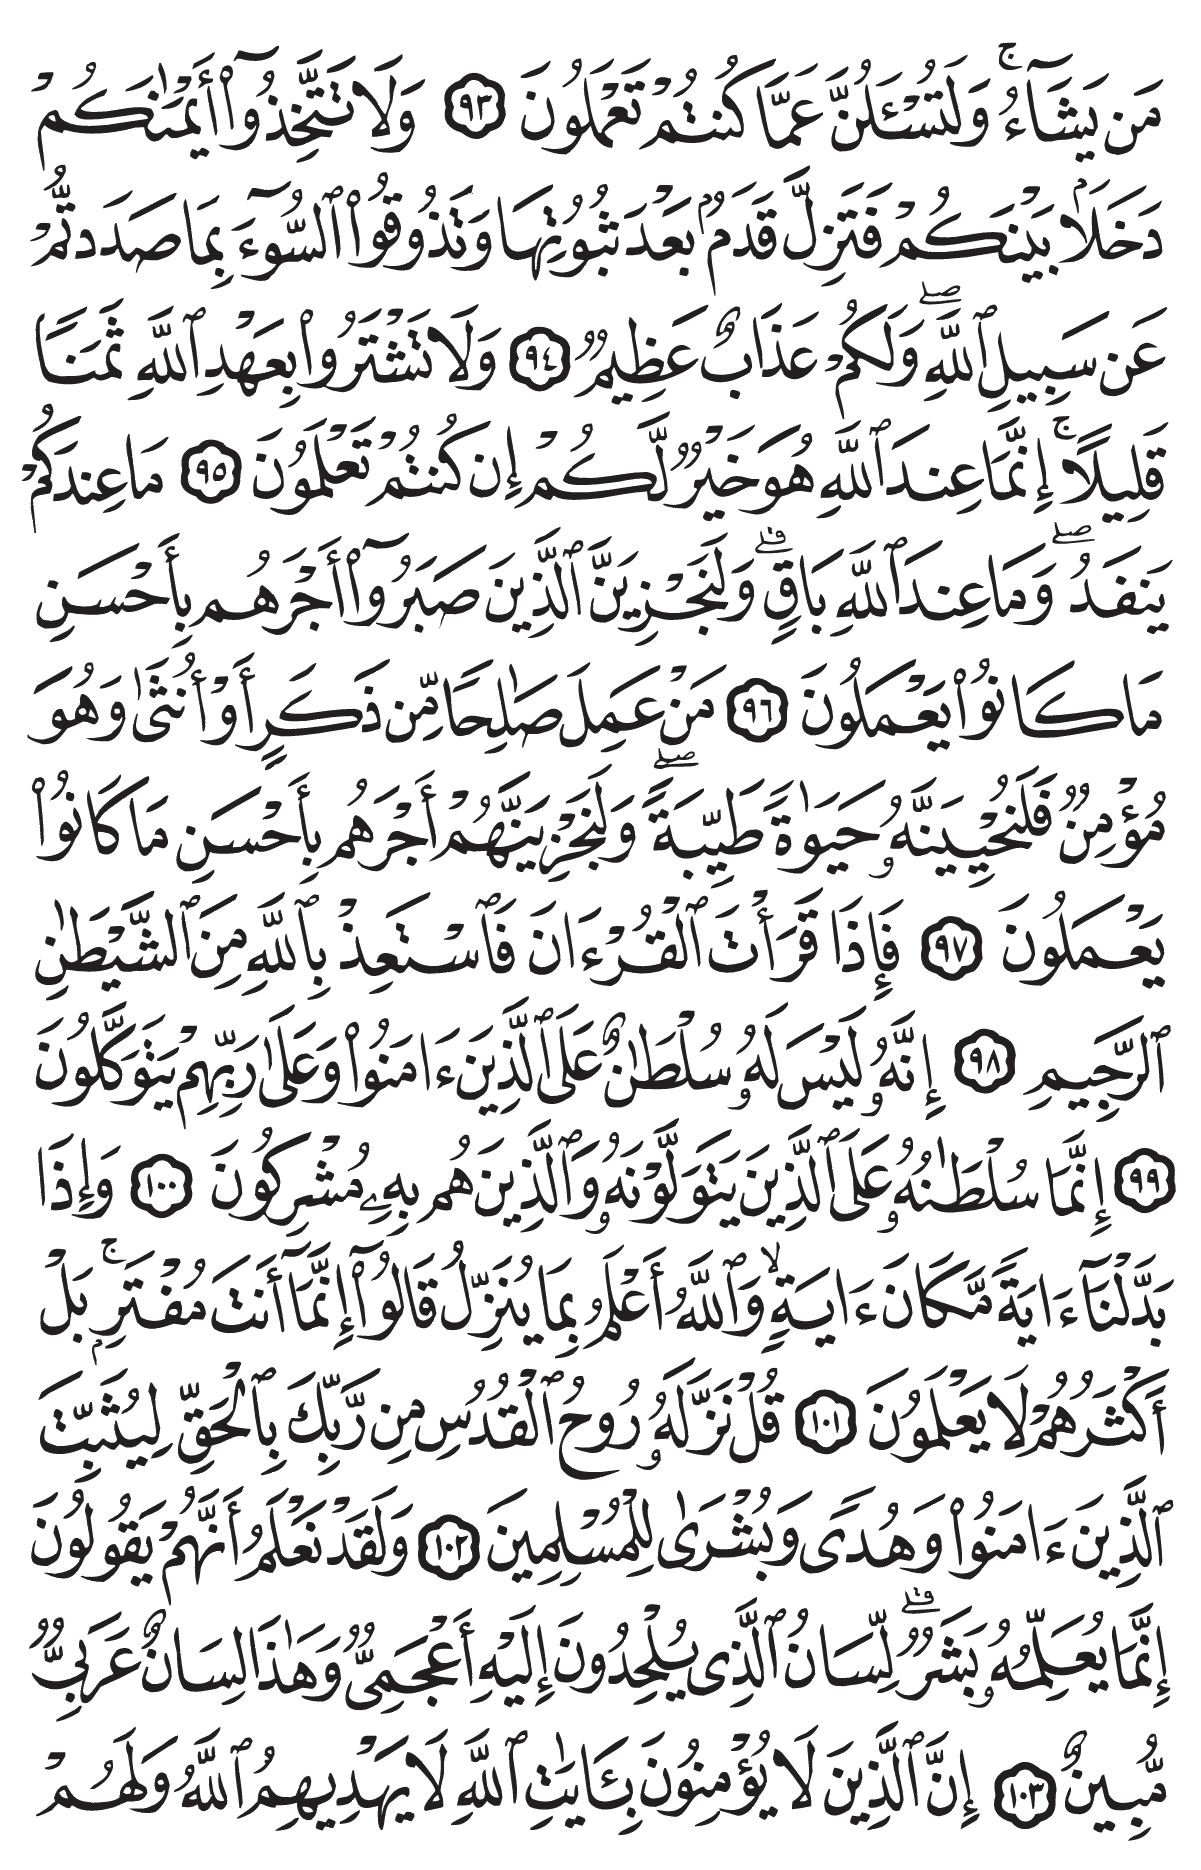 مَن يَشَآءُۚ وَلَتُسْـَٔلُنَّ عَمَّا كُنتُمْ تَعْمَلُونَ ٩٣ وَلَا تَتَّخِذُوٓا۟ أَيْمَٰنَكُمْ
دَخَلًۢا بَيْنَكُمْ فَتَزِلَّ قَدَمٌۢ بَعْدَ ثُبُوتِهَا وَتَذُوقُوا۟ ٱلسُّوٓءَ بِمَا صَدَدتُّمْ
عَن سَبِيلِ ٱللَّهِۖ وَلَكُمْ عَذَابٌ عَظِيمٌ ٩٤ وَلَا تَشْتَرُوا۟ بِعَهْدِ ٱللَّهِ ثَمَنًا
قَلِيلًاۚ إِنَّمَا عِندَ ٱللَّهِ هُوَ خَيْرٌ لَّكُمْ إِن كُنتُمْ تَعْلَمُونَ ٩٥ مَا عِندَكُمْ
يَنفَدُۖ وَمَا عِندَ ٱللَّهِ بَاقٍۗ وَلَنَجْزِيَنَّ ٱلَّذِينَ صَبَرُوٓا۟ أَجْرَهُم بِأَحْسَنِ
مَا كَانُوا۟ يَعْمَلُونَ ٩٦ مَنْ عَمِلَ صَٰلِحًا مِّن ذَكَرٍ أَوْ أُنثَىٰ وَهُوَ
مُؤْمِنٌ فَلَنُحْيِيَنَّهُۥ حَيَوٰةً طَيِّبَةًۖ وَلَنَجْزِيَنَّهُمْ أَجْرَهُم بِأَحْسَنِ مَا كَانُوا۟
يَعْمَلُونَ ٩٧ فَإِذَا قَرَأْتَ ٱلْقُرْءَانَ فَٱسْتَعِذْ بِٱللَّهِ مِنَ ٱلشَّيْطَٰنِ
ٱلرَّجِيمِ ٩٨ إِنَّهُۥ لَيْسَ لَهُۥ سُلْطَٰنٌ عَلَى ٱلَّذِينَ ءَامَنُوا۟ وَعَلَىٰ رَبِّهِمْ يَتَوَكَّلُونَ
٩٩ إِنَّمَا سُلْطَٰنُهُۥ عَلَى ٱلَّذِينَ يَتَوَلَّوْنَهُۥ وَٱلَّذِينَ هُم بِهِۦ مُشْرِكُونَ ١٠٠ وَإِذَا
بَدَّلْنَآ ءَايَةً مَّكَانَ ءَايَةٍۙ وَٱللَّهُ أَعْلَمُ بِمَا يُنَزِّلُ قَالُوٓا۟ إِنَّمَآ أَنتَ مُفْتَرٍۭۚ بَلْ
أَكْثَرُهُمْ لَا يَعْلَمُونَ ١٠١ قُلْ نَزَّلَهُۥ رُوحُ ٱلْقُدُسِ مِن رَّبِّكَ بِٱلْحَقِّ لِيُثَبِّتَ
ٱلَّذِينَ ءَامَنُوا۟ وَهُدًى وَبُشْرَىٰ لِلْمُسْلِمِينَ ١٠٢ وَلَقَدْ نَعْلَمُ أَنَّهُمْ يَقُولُونَ
إِنَّمَا يُعَلِّمُهُۥ بَشَرٌۗ لِّسَانُ ٱلَّذِى يُلْحِدُونَ إِلَيْهِ أَعْجَمِىٌّ وَهَٰذَا لِسَانٌ عَرَبِىٌّ
مُّبِينٌ ١٠٣ إِنَّ ٱلَّذِينَ لَا يُؤْمِنُونَ بِـَٔايَٰتِ ٱللَّهِ لَا يَهْدِيهِمُ ٱللَّهُ وَلَهُمْ